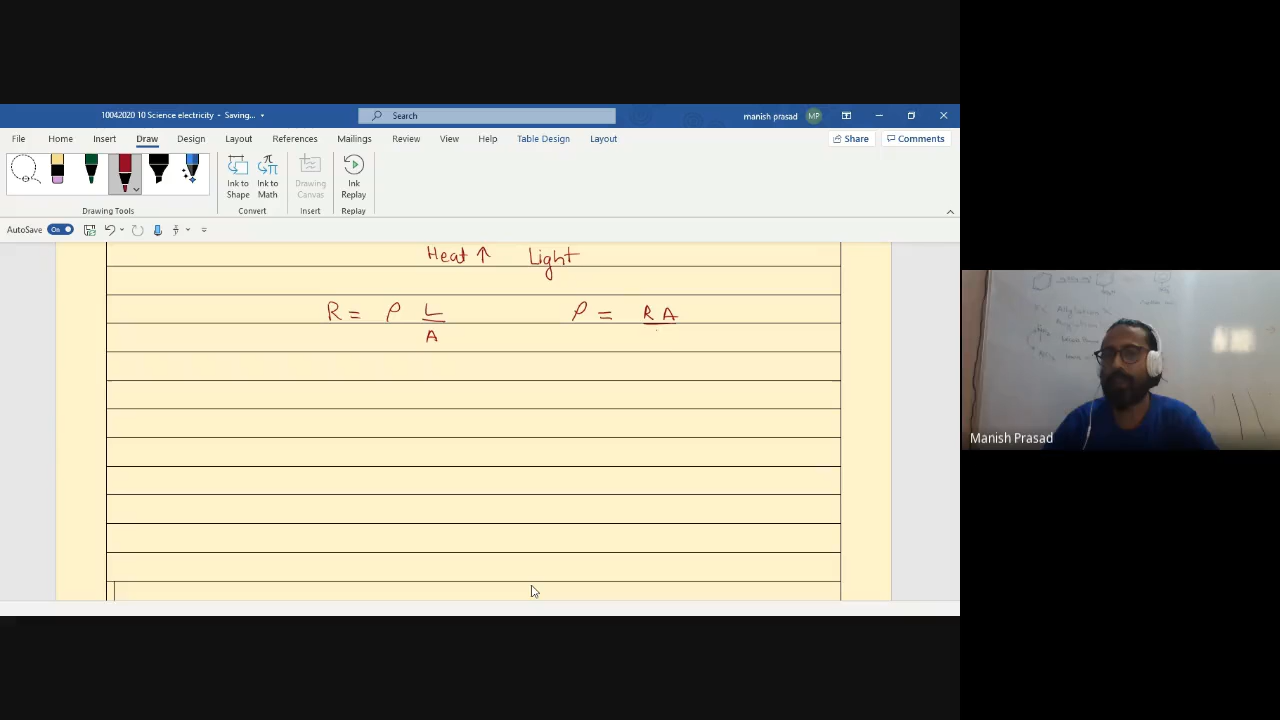 10042020 10 Science electricity - Saving...
Search
manish prasad MP
File Home Insert Draw Design Layout References Mailings Review View Help Table Design Layout
Share Comments
Ink to Shape
Ink to Math
Drawing Canvas
Ink Replay
Drawing Tools Convert Insert Replay
AutoSave On
Heat ↑ Light
R = ρ L/A ρ = RA
Manish Prasad